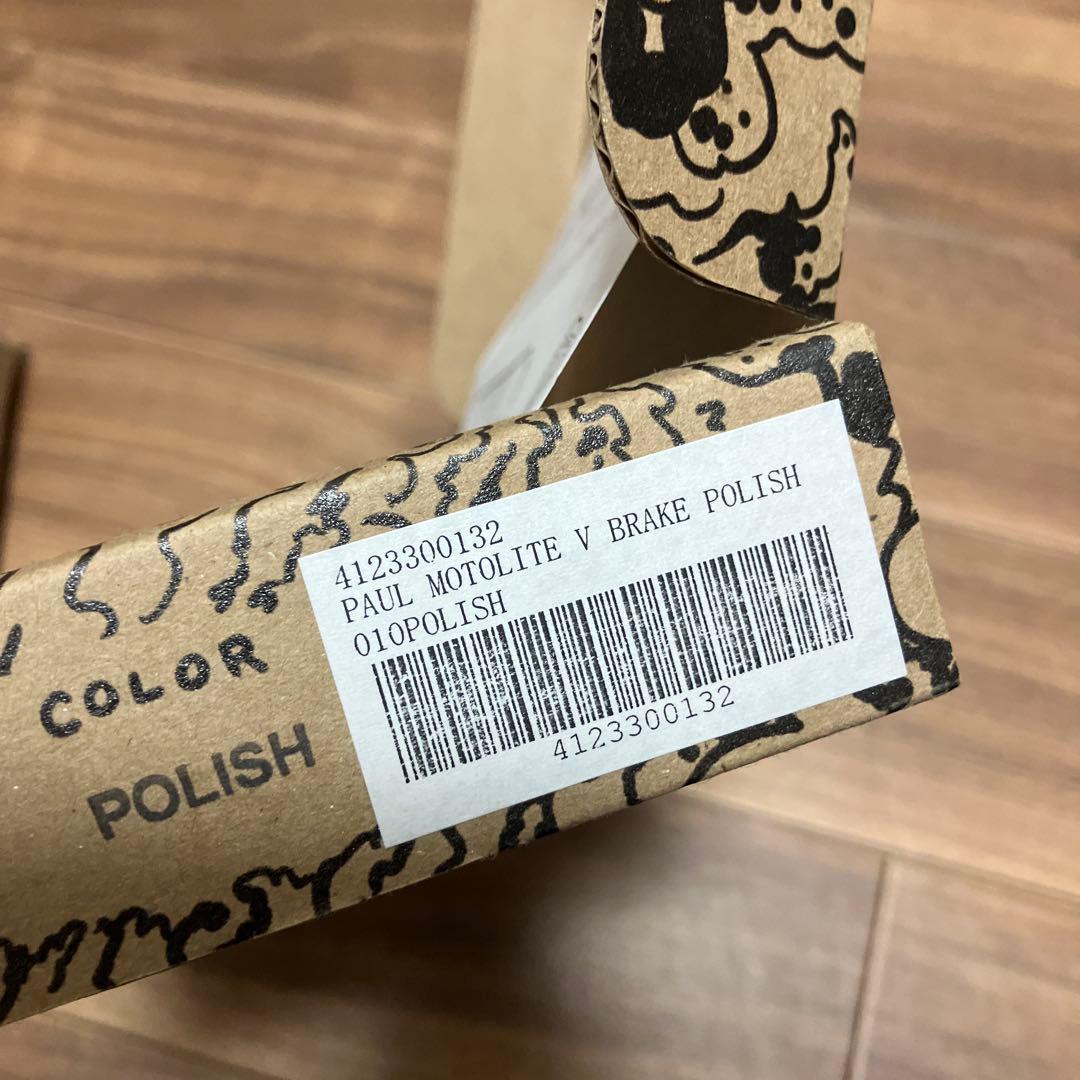 4123300132
PAUL MOTOLITE V BRAKE POLISH
010POLISH
4123300132
COLOR
POLISH